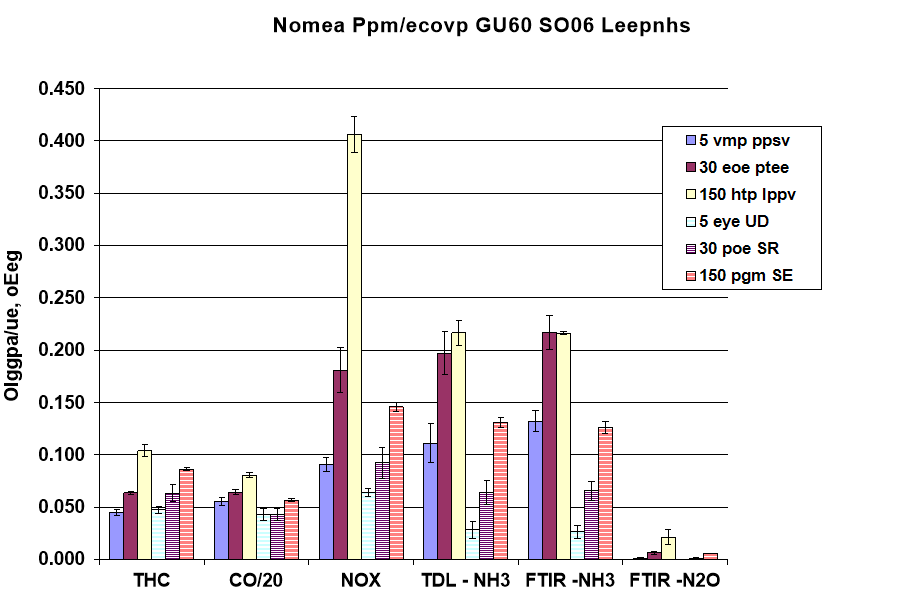 Nomea Ppm/ecovp GU60 SO06 Leepnhs
Olggpa/ue, oEeg
0.450
0.400
0.350
0.300
0.250
0.200
0.150
0.100
0.050
0.000
5 vmp ppsv
30 eoe ptee
150 htp lppv
5 eye UD
30 poe SR
150 pgm SE
THC CO/20 NOX TDL - NH3 FTIR -NH3 FTIR -N2O